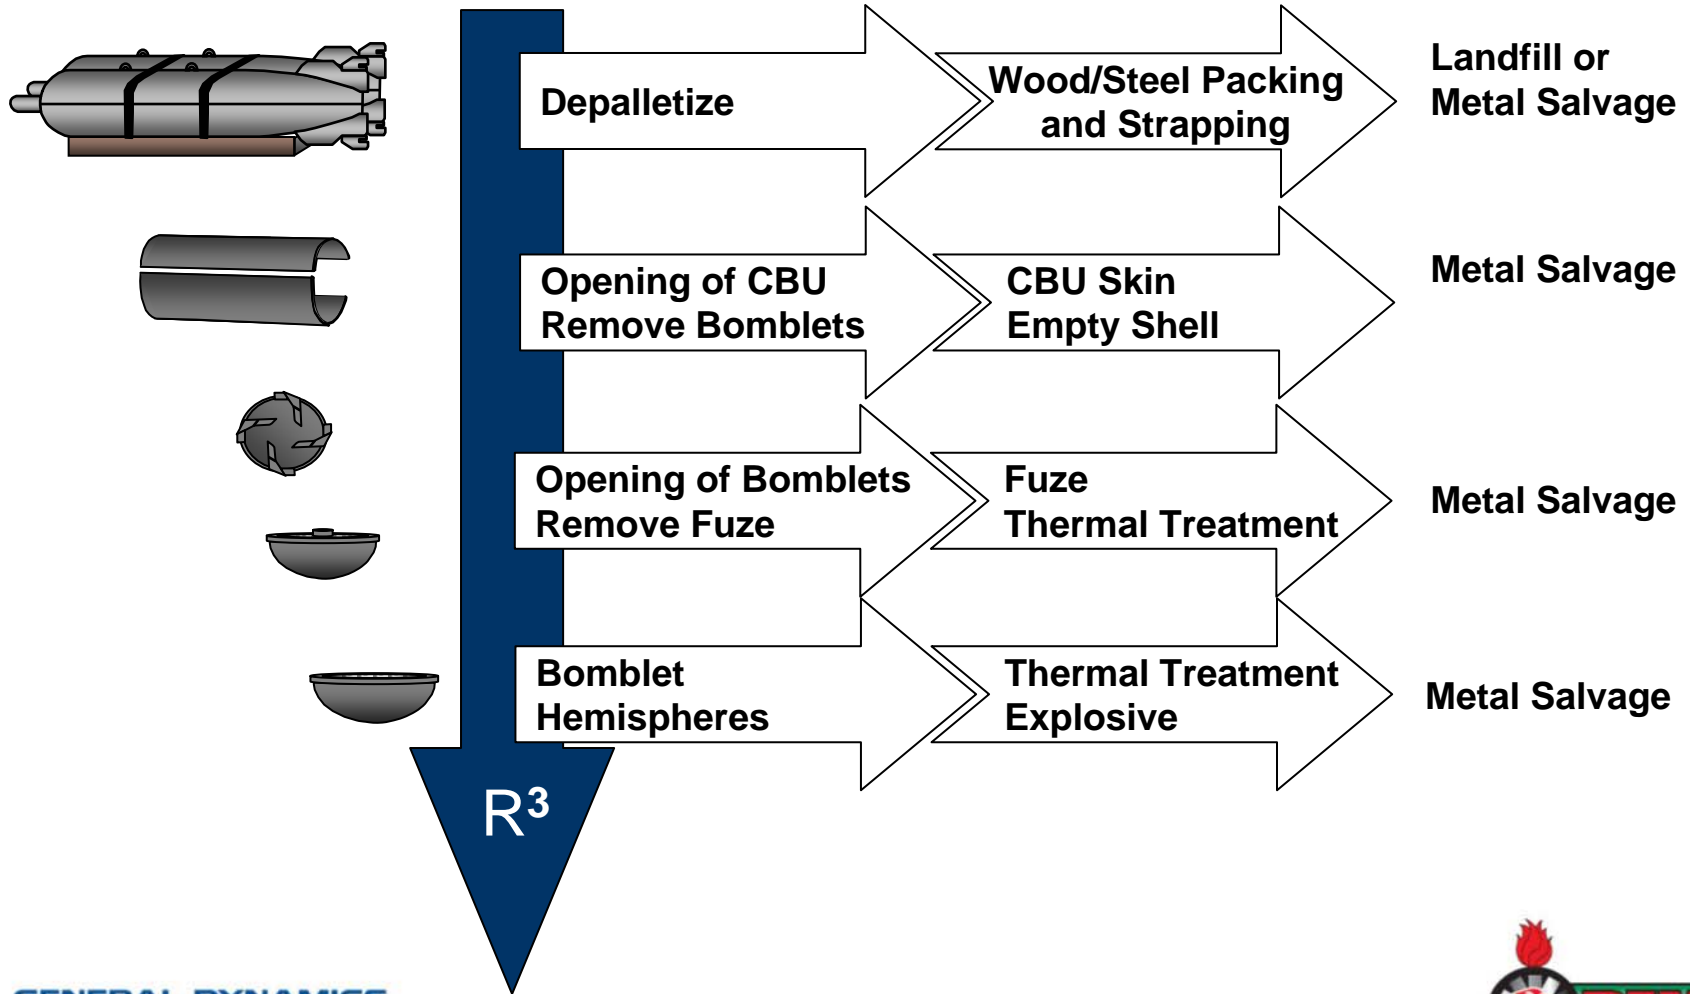 Depalletize
Wood/Steel Packing
and Strapping
Landfill or
Metal Salvage
Opening of CBU
Remove Bomblets
CBU Skin
Empty Shell
Metal Salvage
Opening of Bomblets
Remove Fuze
Fuze
Thermal Treatment
Metal Salvage
Bomblet
Hemispheres
Thermal Treatment
Explosive
Metal Salvage
R³
GENERAL DYNAMICS